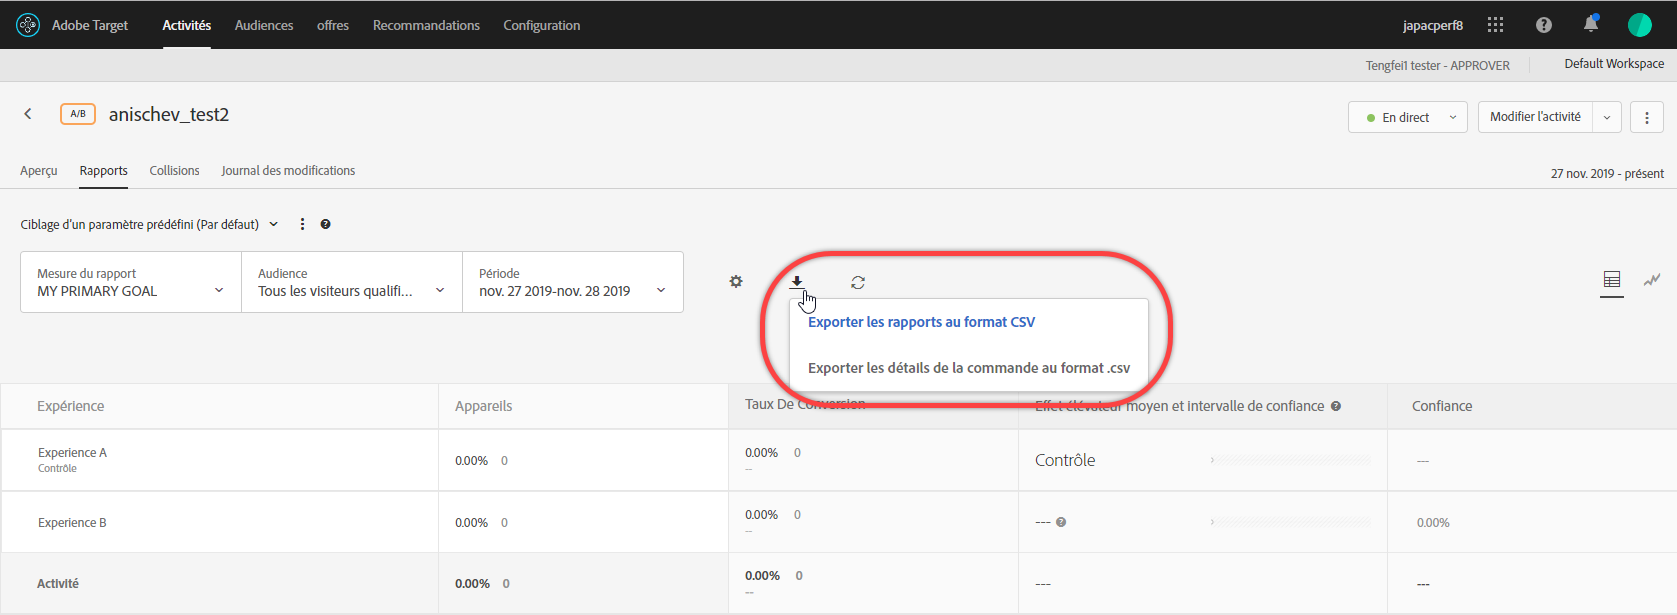 Adobe Target Activités Audiences offres Recommandations Configuration japacperf8
Tengfei1 tester - APPROVER Default Workspace
A/B anischev_test2 En direct Modifier l'activité
Aperçu Rapports Collisions Journal des modifications 27 nov. 2019 - présent
Ciblage d'un paramètre prédéfini (Par défaut)
Mesure du rapport Audience Période
MY PRIMARY GOAL Tous les visiteurs qualifi... nov. 27 2019-nov. 28 2019
Exporter les rapports au format CSV
Exporter les détails de la commande au format .csv
Expérience Appareils Taux De Conversion Effet élévateur moyen et intervalle de confiance Confiance
Experience A 0.00% 0 0.00% 0 Contrôle ---
Contrôle --
Experience B 0.00% 0 0.00% 0 --- 0.00%
--
Activité 0.00% 0 0.00% 0 --- ---
--